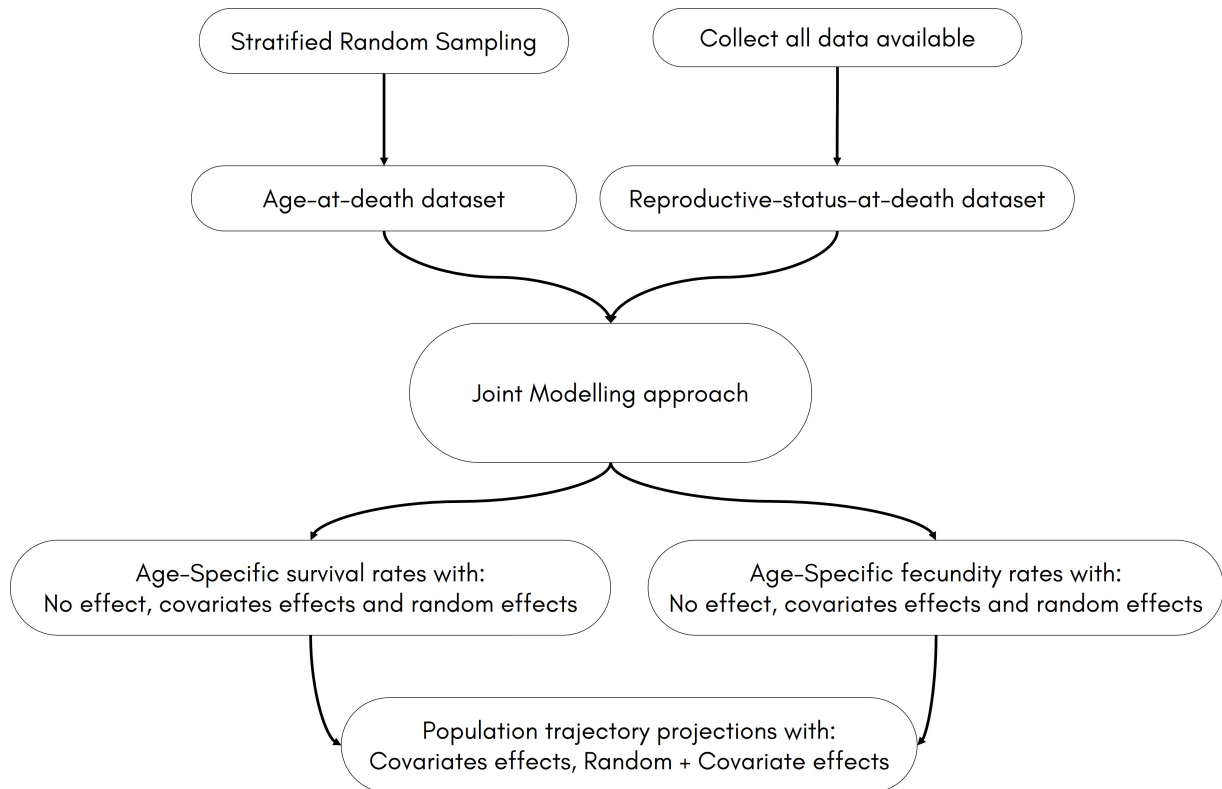 Stratified Random Sampling
Collect all data available
Age-at-death dataset
Reproductive-status-at-death dataset
Joint Modelling approach
Age-Specific survival rates with:
No effect, covariates effects and random effects
Age-Specific fecundity rates with:
No effect, covariates effects and random effects
Population trajectory projections with:
Covariates effects, Random + Covariate effects